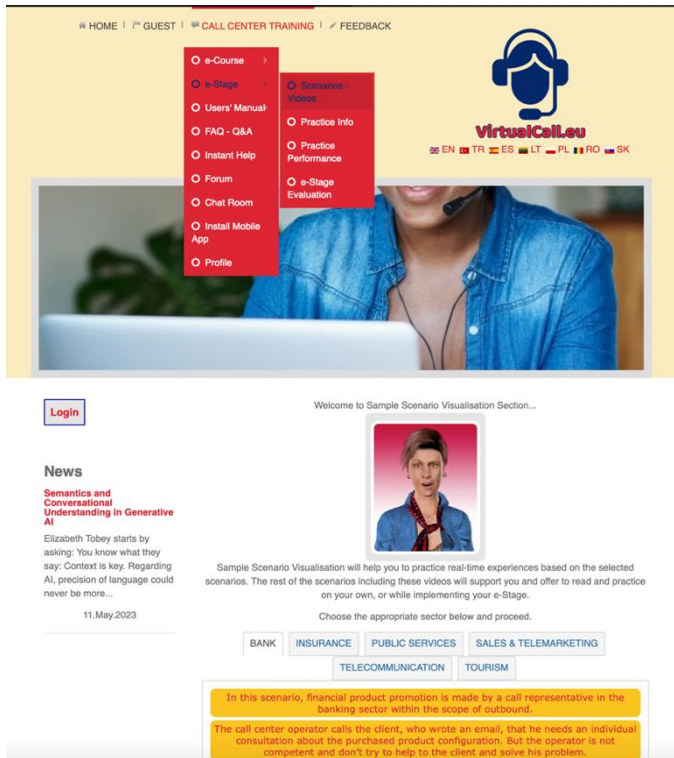 HOME GUEST CALL CENTER TRAINING FEEDBACK
e-Course
e-Stage
Users' Manual
FAQ - Q&A
Instant Help
Forum
Chat Room
Install Mobile
App
Profile
Scenarios -
Videos
Practice Info
Practice
Performance
e-Stage
Evaluation
VirtualCall.eu
EN TR ES LT PL RO SK
Login
News
Semantics and
Conversational
Understanding in Generative
AI
Elizabeth Tobey starts by
asking: You know what they
say: Context is key. Regarding
AI, precision of language could
never be more...
11.May.2023
Welcome to Sample Scenario Visualisation Section...
Sample Scenario Visualisation will help you to practice real-time experiences based on the selected
scenarios. The rest of the scenarios including these videos will support you and offer to read and practice
on your own, or while implementing your e-Stage.
Choose the appropriate sector below and proceed.
BANK INSURANCE PUBLIC SERVICES SALES & TELEMARKETING
TELECOMMUNICATION TOURISM
In this scenario, financial product promotion is made by a call representative in the
banking sector within the scope of outbound.
The call center operator calls the client, who wrote an email, that he needs an individual
consultation about the purchased product configuration. But the operator is not
competent and don't try to help to the client and solve his problem.